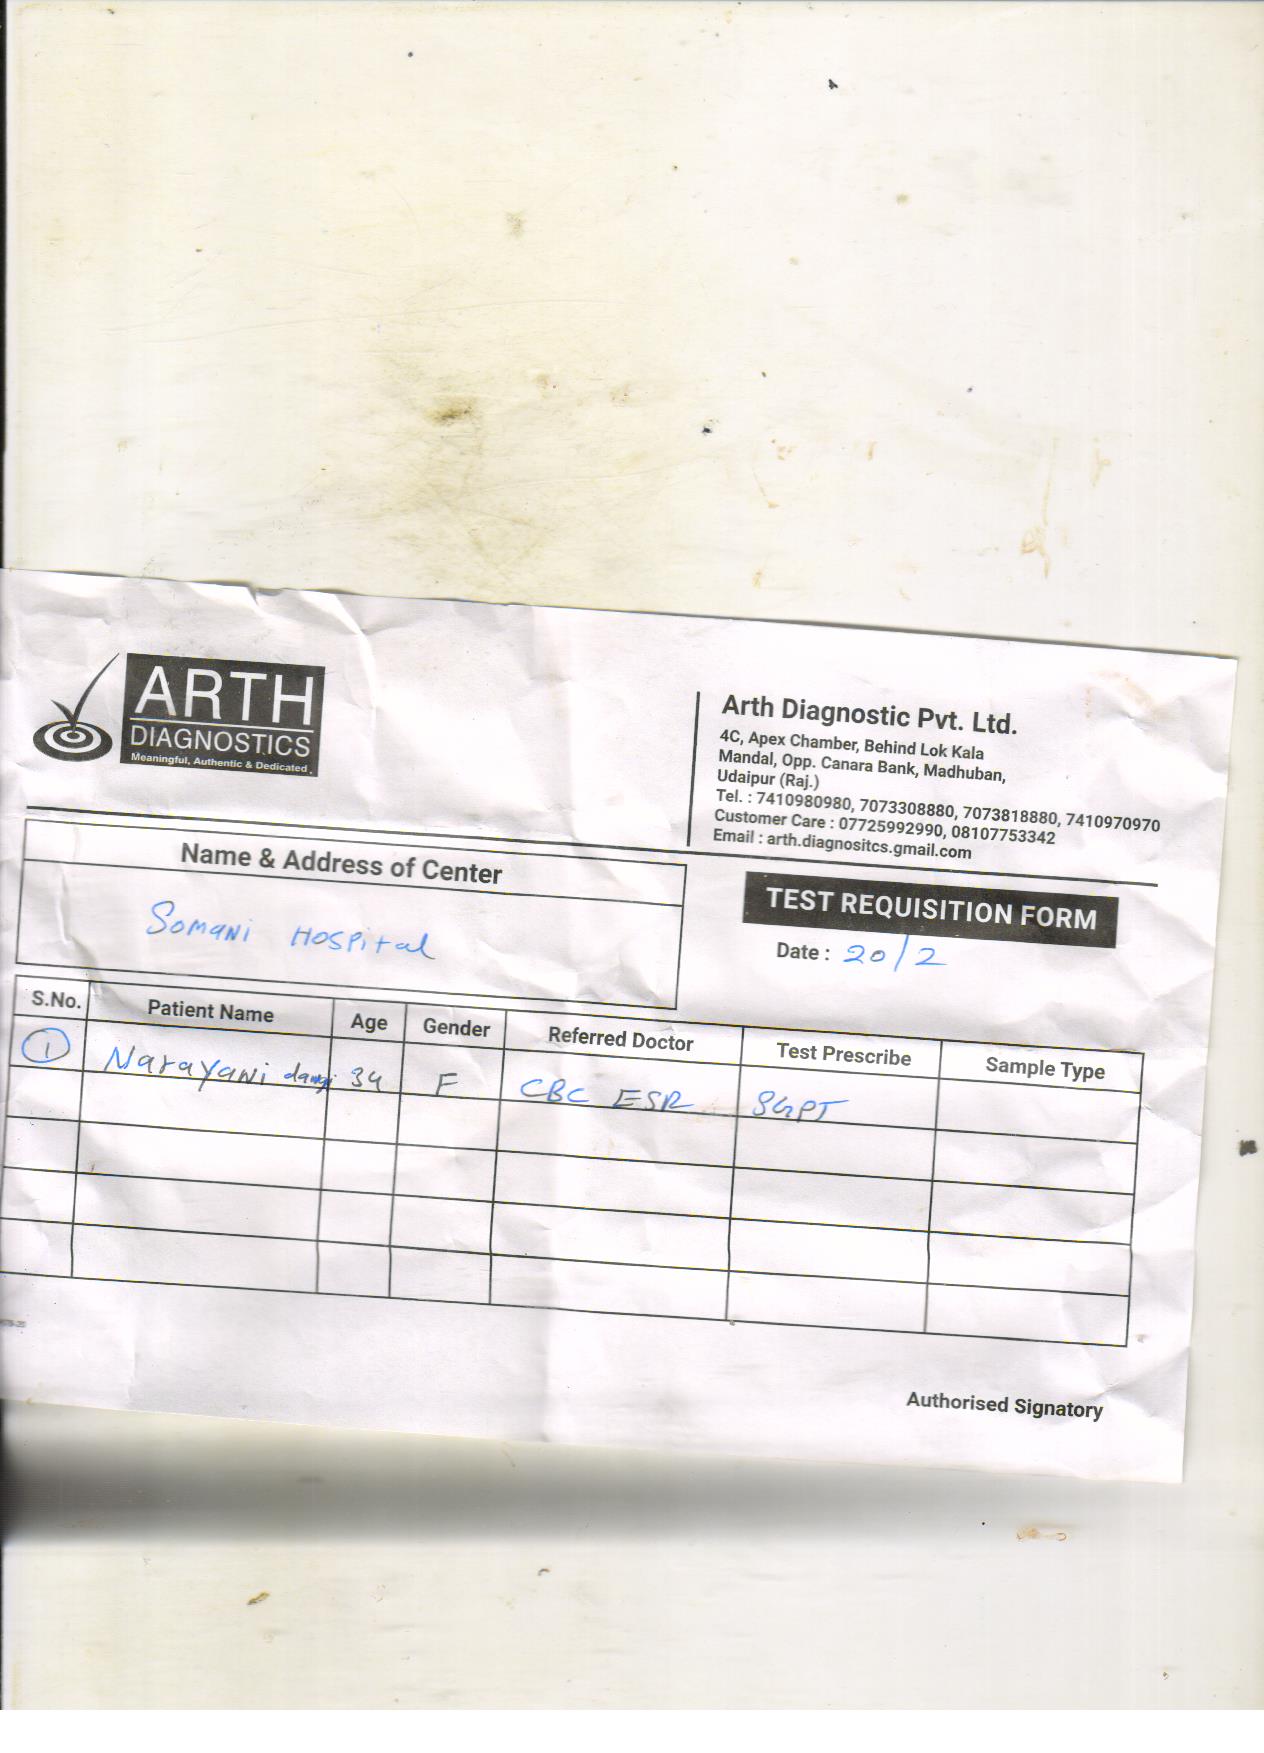 ARTH
DIAGNOSTICS
Meaningful, Authentic & Dedicated.
Arth Diagnostic Pvt. Ltd.
4C, Apex Chamber, Behind Lok Kala
Mandal, Opp. Canara Bank, Madhuban,
Udaipur (Raj.)
Tel. : 7410980980, 7073308880, 7073818880, 7410970970
Customer Care : 07725992990, 08107753342
Email : arth.diagnositcs.gmail.com
Name & Address of Center
Somani Hospital
TEST REQUISITION FORM
Date : 20/2
S.No. Patient Name Age Gender Referred Doctor Test Prescribe Sample Type
1 Narayani dangi 34 F CBC ESR SGPT
Authorised Signatory